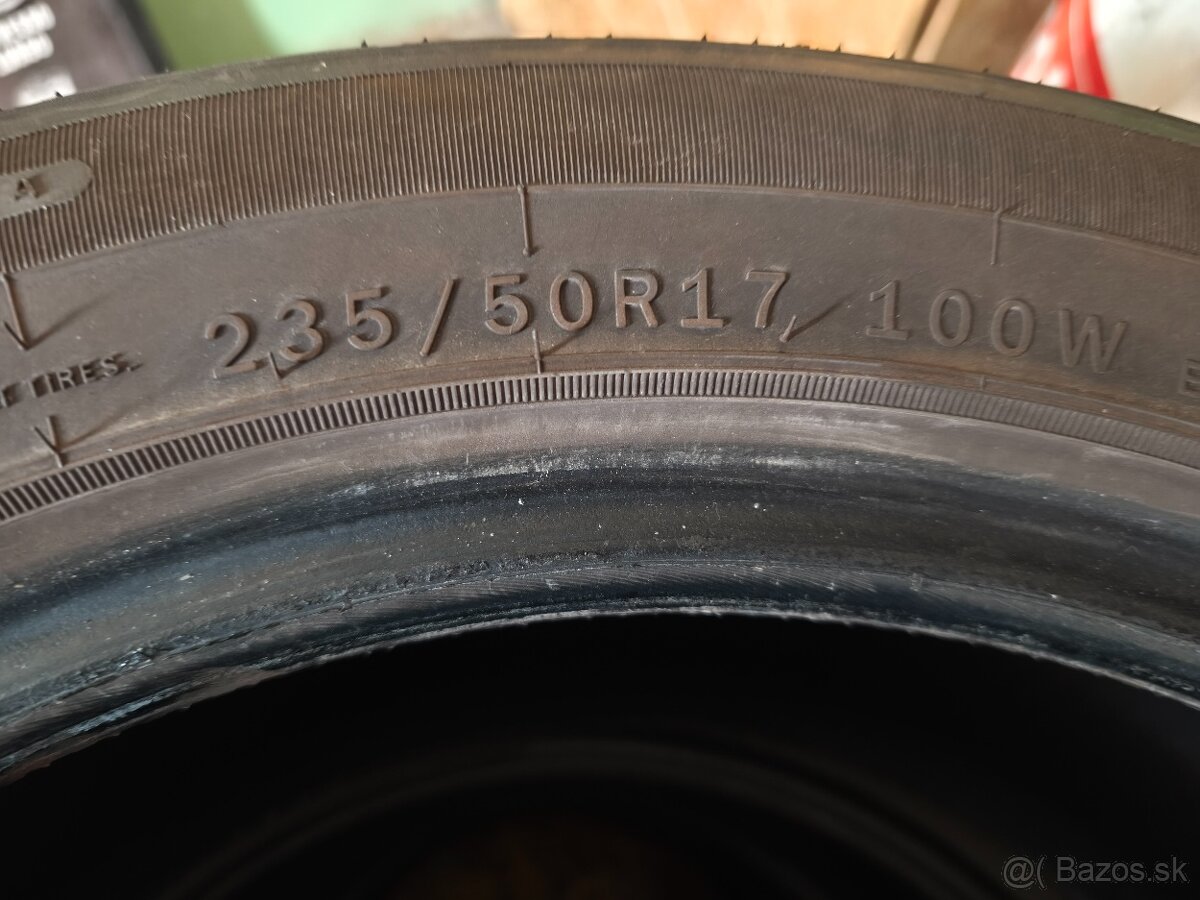 A
235/50R17 100W
TIRES.
@( Bazos.sk